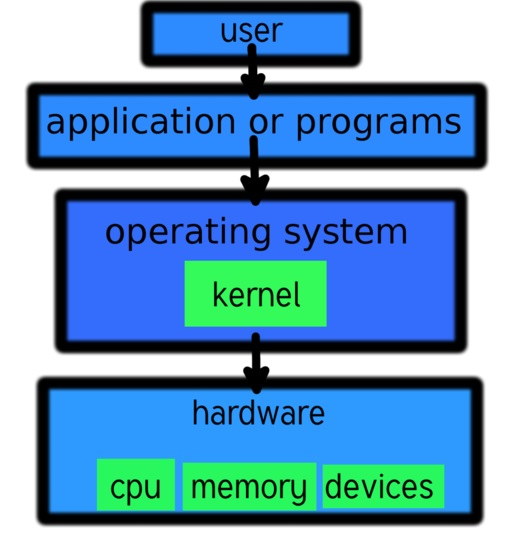 user
application or programs
operating system
kernel
hardware
cpu memory devices